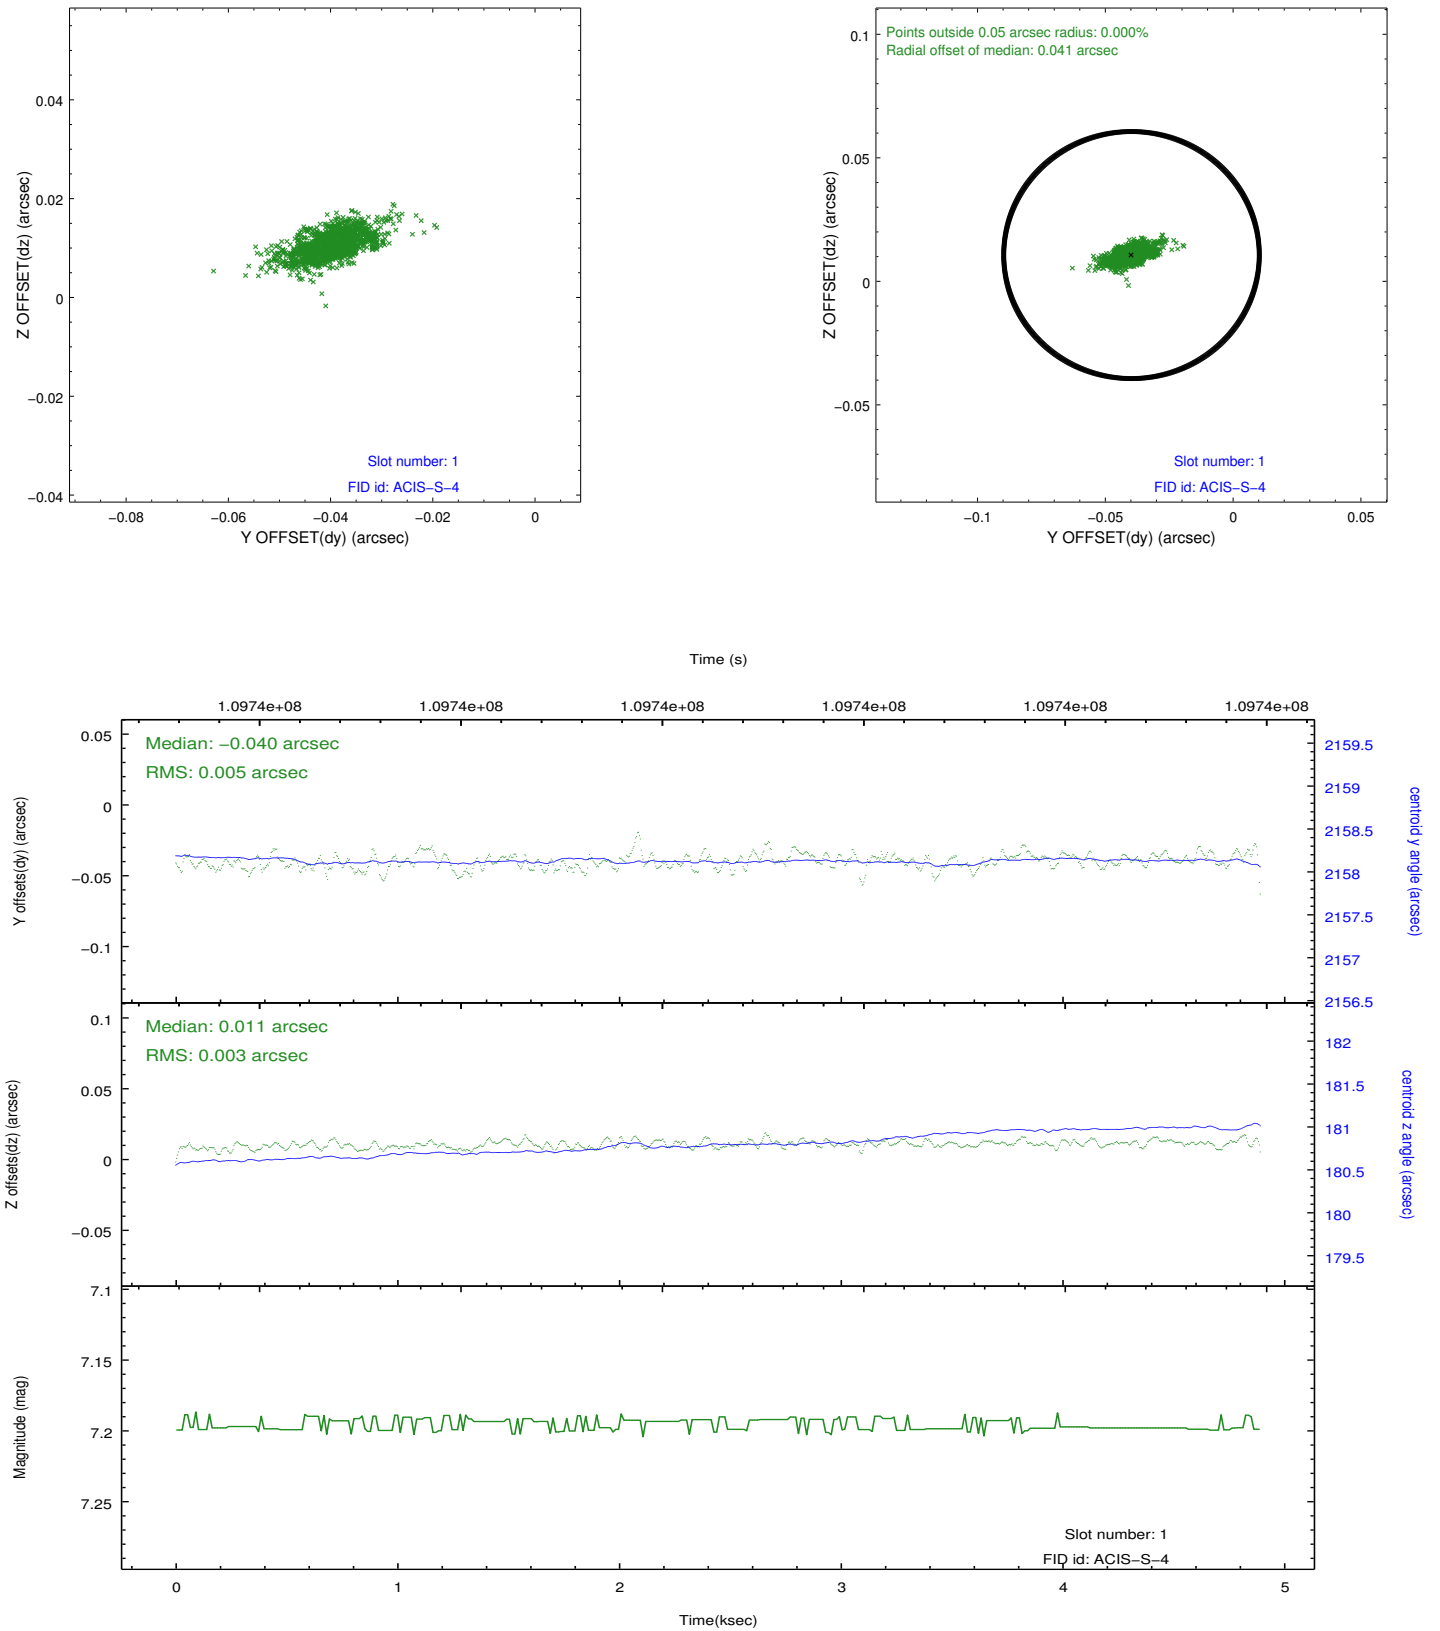 0.04
0.02
0
−0.02
−0.04
Z OFFSET(dz) (arcsec)
Slot number: 1
FID id: ACIS−S−4
−0.08 −0.06 −0.04 −0.02 0
Y OFFSET(dy) (arcsec)
Points outside 0.05 arcsec radius: 0.000%
Radial offset of median: 0.041 arcsec
0.1
0.05
0
−0.05
Z OFFSET(dz) (arcsec)
Slot number: 1
FID id: ACIS−S−4
−0.1 −0.05 0 0.05
Y OFFSET(dy) (arcsec)
Time (s)
1.0974e+08 1.0974e+08 1.0974e+08 1.0974e+08 1.0974e+08 1.0974e+08
Median: −0.040 arcsec
RMS: 0.005 arcsec
0.05
0
−0.05
−0.1
Y offsets(dy) (arcsec)
2159.5
2159
2158.5
2158
2157.5
2157
2156.5
centroid y angle (arcsec)
Median: 0.011 arcsec
RMS: 0.003 arcsec
0.1
0.05
0
−0.05
Z offsets(dz) (arcsec)
182
181.5
181
180.5
180
179.5
centroid z angle (arcsec)
7.1
7.15
7.2
7.25
Magnitude (mag)
Slot number: 1
FID id: ACIS−S−4
0 1 2 3 4 5
Time(ksec)